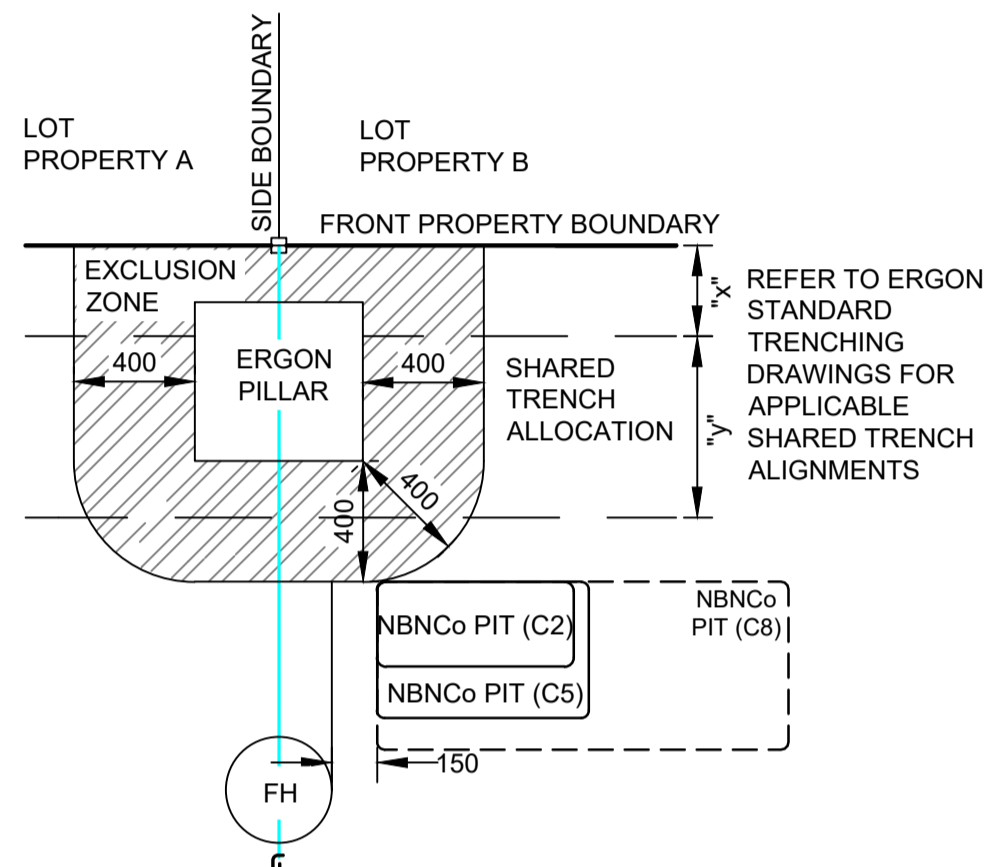 SIDE BOUNDARY
LOT
PROPERTY A
LOT
PROPERTY B
FRONT PROPERTY BOUNDARY
EXCLUSION
ZONE
"x"
REFER TO ERGON
STANDARD
TRENCHING
DRAWINGS FOR
APPLICABLE
SHARED TRENCH
ALIGNMENTS
400
ERGON
PILLAR
400
SHARED
TRENCH
ALLOCATION
"y"
400
400
NBNCo PIT (C2)
NBNCo PIT (C5)
NBNCo
PIT (C8)
150
FH